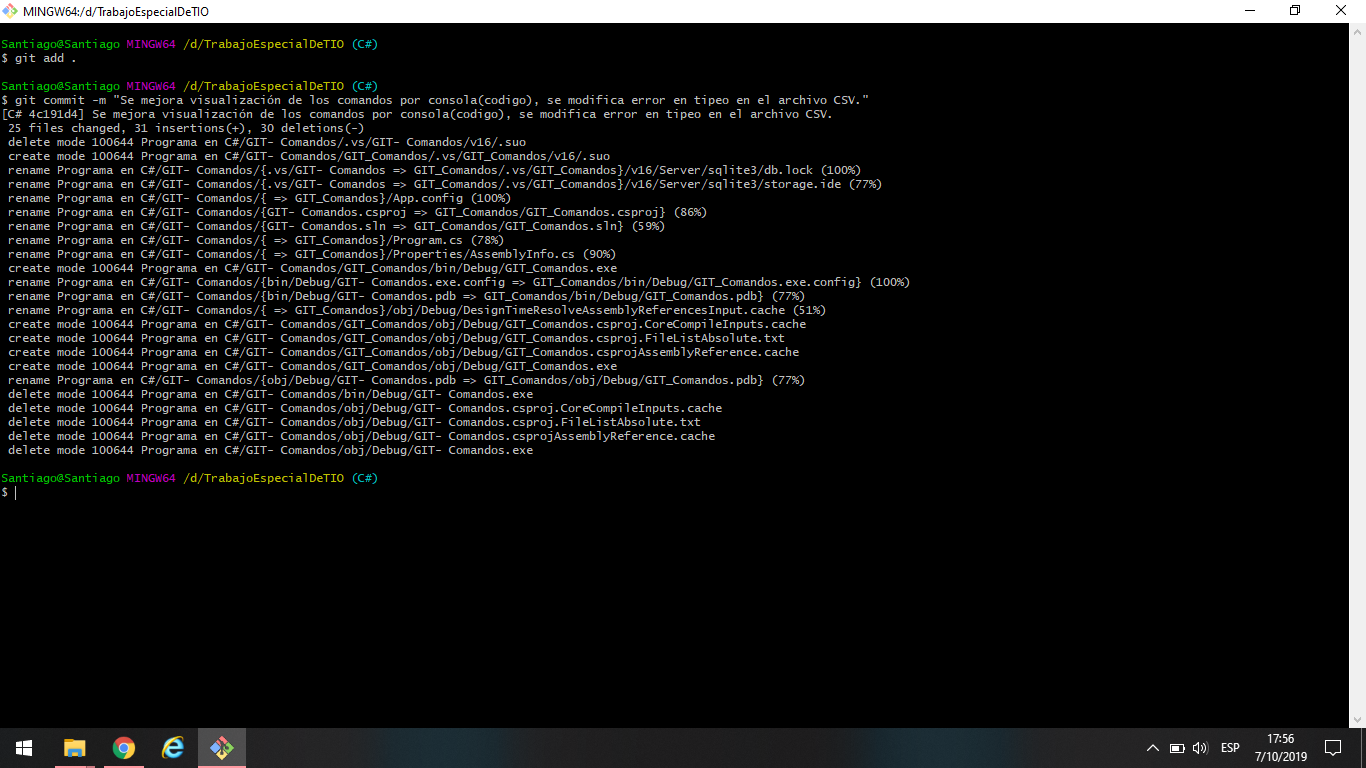 MINGW64:/d/TrabajoEspecialDeTIO
Santiago@Santiago MINGW64 /d/TrabajoEspecialDeTIO (C#)
$ git add .
Santiago@Santiago MINGW64 /d/TrabajoEspecialDeTIO (C#)
$ git commit -m "Se mejora visualización de los comandos por consola(codigo), se modifica error en tipeo en el archivo CSV."
[C# 4c191d4] Se mejora visualización de los comandos por consola(codigo), se modifica error en tipeo en el archivo CSV.
25 files changed, 31 insertions(+), 30 deletions(-)
delete mode 100644 Programa en C#/GIT- Comandos/.vs/GIT- Comandos/v16/.suo
create mode 100644 Programa en C#/GIT- Comandos/GIT_Comandos/.vs/GIT_Comandos/v16/.suo
rename Programa en C#/GIT- Comandos/{.vs/GIT- Comandos => GIT_Comandos/.vs/GIT_Comandos}/v16/Server/sqlite3/db.lock (100%)
rename Programa en C#/GIT- Comandos/{.vs/GIT- Comandos => GIT_Comandos/.vs/GIT_Comandos}/v16/Server/sqlite3/storage.ide (77%)
rename Programa en C#/GIT- Comandos/{ => GIT_Comandos}/App.config (100%)
rename Programa en C#/GIT- Comandos/{GIT- Comandos.csproj => GIT_Comandos/GIT_Comandos.csproj} (86%)
rename Programa en C#/GIT- Comandos/{GIT- Comandos.sln => GIT_Comandos/GIT_Comandos.sln} (59%)
rename Programa en C#/GIT- Comandos/{ => GIT_Comandos}/Program.cs (78%)
rename Programa en C#/GIT- Comandos/{ => GIT_Comandos}/Properties/AssemblyInfo.cs (90%)
create mode 100644 Programa en C#/GIT- Comandos/GIT_Comandos/bin/Debug/GIT_Comandos.exe
rename Programa en C#/GIT- Comandos/{bin/Debug/GIT- Comandos.exe.config => GIT_Comandos/bin/Debug/GIT_Comandos.exe.config} (100%)
rename Programa en C#/GIT- Comandos/{bin/Debug/GIT- Comandos.pdb => GIT_Comandos/bin/Debug/GIT_Comandos.pdb} (77%)
rename Programa en C#/GIT- Comandos/{ => GIT_Comandos}/obj/Debug/DesignTimeResolveAssemblyReferencesInput.cache (51%)
create mode 100644 Programa en C#/GIT- Comandos/GIT_Comandos/obj/Debug/GIT_Comandos.csproj.CoreCompileInputs.cache
create mode 100644 Programa en C#/GIT- Comandos/GIT_Comandos/obj/Debug/GIT_Comandos.csproj.FileListAbsolute.txt
create mode 100644 Programa en C#/GIT- Comandos/GIT_Comandos/obj/Debug/GIT_Comandos.csprojAssemblyReference.cache
create mode 100644 Programa en C#/GIT- Comandos/GIT_Comandos/obj/Debug/GIT_Comandos.exe
rename Programa en C#/GIT- Comandos/{obj/Debug/GIT- Comandos.pdb => GIT_Comandos/obj/Debug/GIT_Comandos.pdb} (77%)
delete mode 100644 Programa en C#/GIT- Comandos/bin/Debug/GIT- Comandos.exe
delete mode 100644 Programa en C#/GIT- Comandos/obj/Debug/GIT- Comandos.csproj.CoreCompileInputs.cache
delete mode 100644 Programa en C#/GIT- Comandos/obj/Debug/GIT- Comandos.csproj.FileListAbsolute.txt
delete mode 100644 Programa en C#/GIT- Comandos/obj/Debug/GIT- Comandos.csprojAssemblyReference.cache
delete mode 100644 Programa en C#/GIT- Comandos/obj/Debug/GIT- Comandos.exe
Santiago@Santiago MINGW64 /d/TrabajoEspecialDeTIO (C#)
$
ESP
17:56
7/10/2019